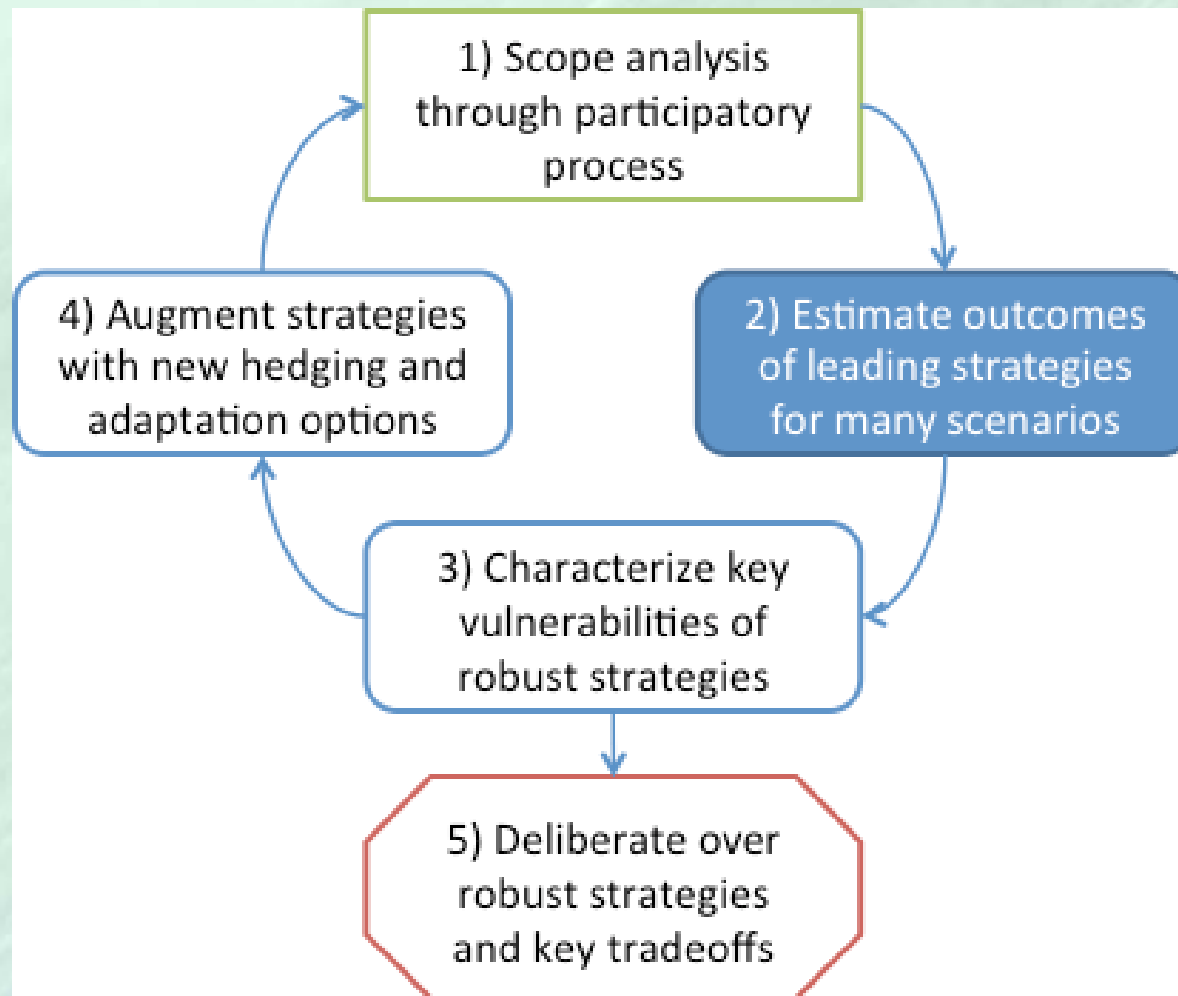 1) Scope analysis
through participatory
process
2) Estimate outcomes
of leading strategies
for many scenarios
3) Characterize key
vulnerabilities of
robust strategies
4) Augment strategies
with new hedging and
adaptation options
5) Deliberate over
robust strategies
and key tradeoffs